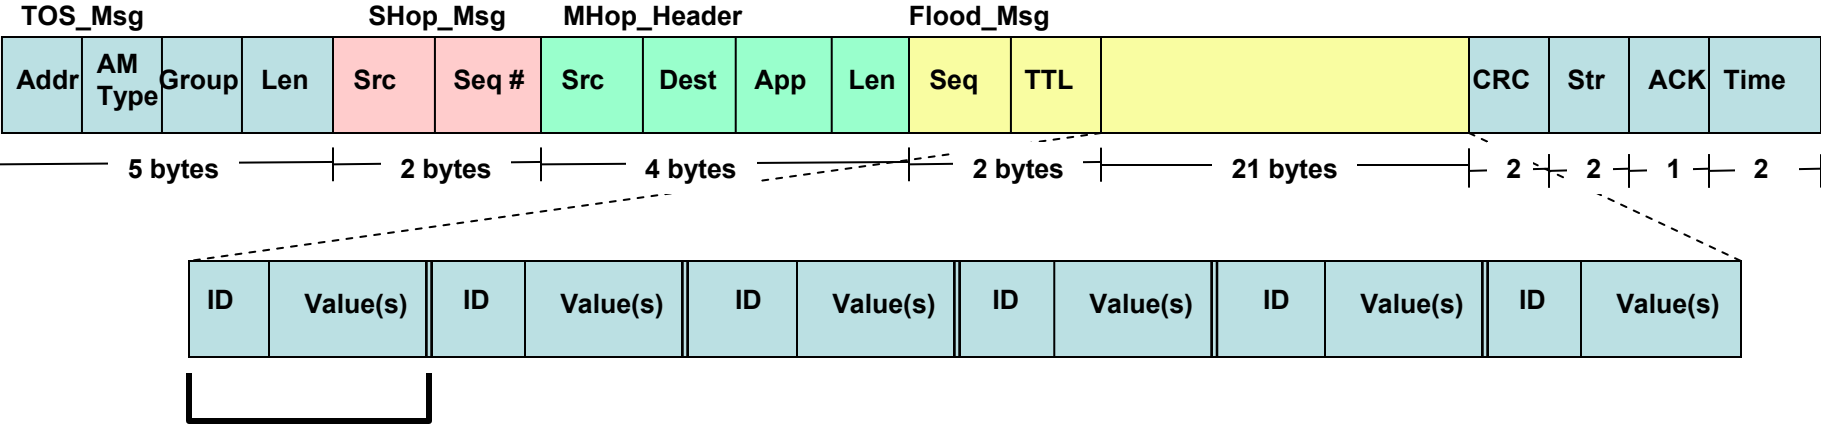 TOS_Msg SHop_Msg MHop_Header Flood_Msg
Addr AM Type Group Len Src Seq # Src Dest App Len Seq TTL CRC Str ACK Time
5 bytes 2 bytes 4 bytes 2 bytes 21 bytes 2 2 1 2
ID Value(s) ID Value(s) ID Value(s) ID Value(s) ID Value(s) ID Value(s)